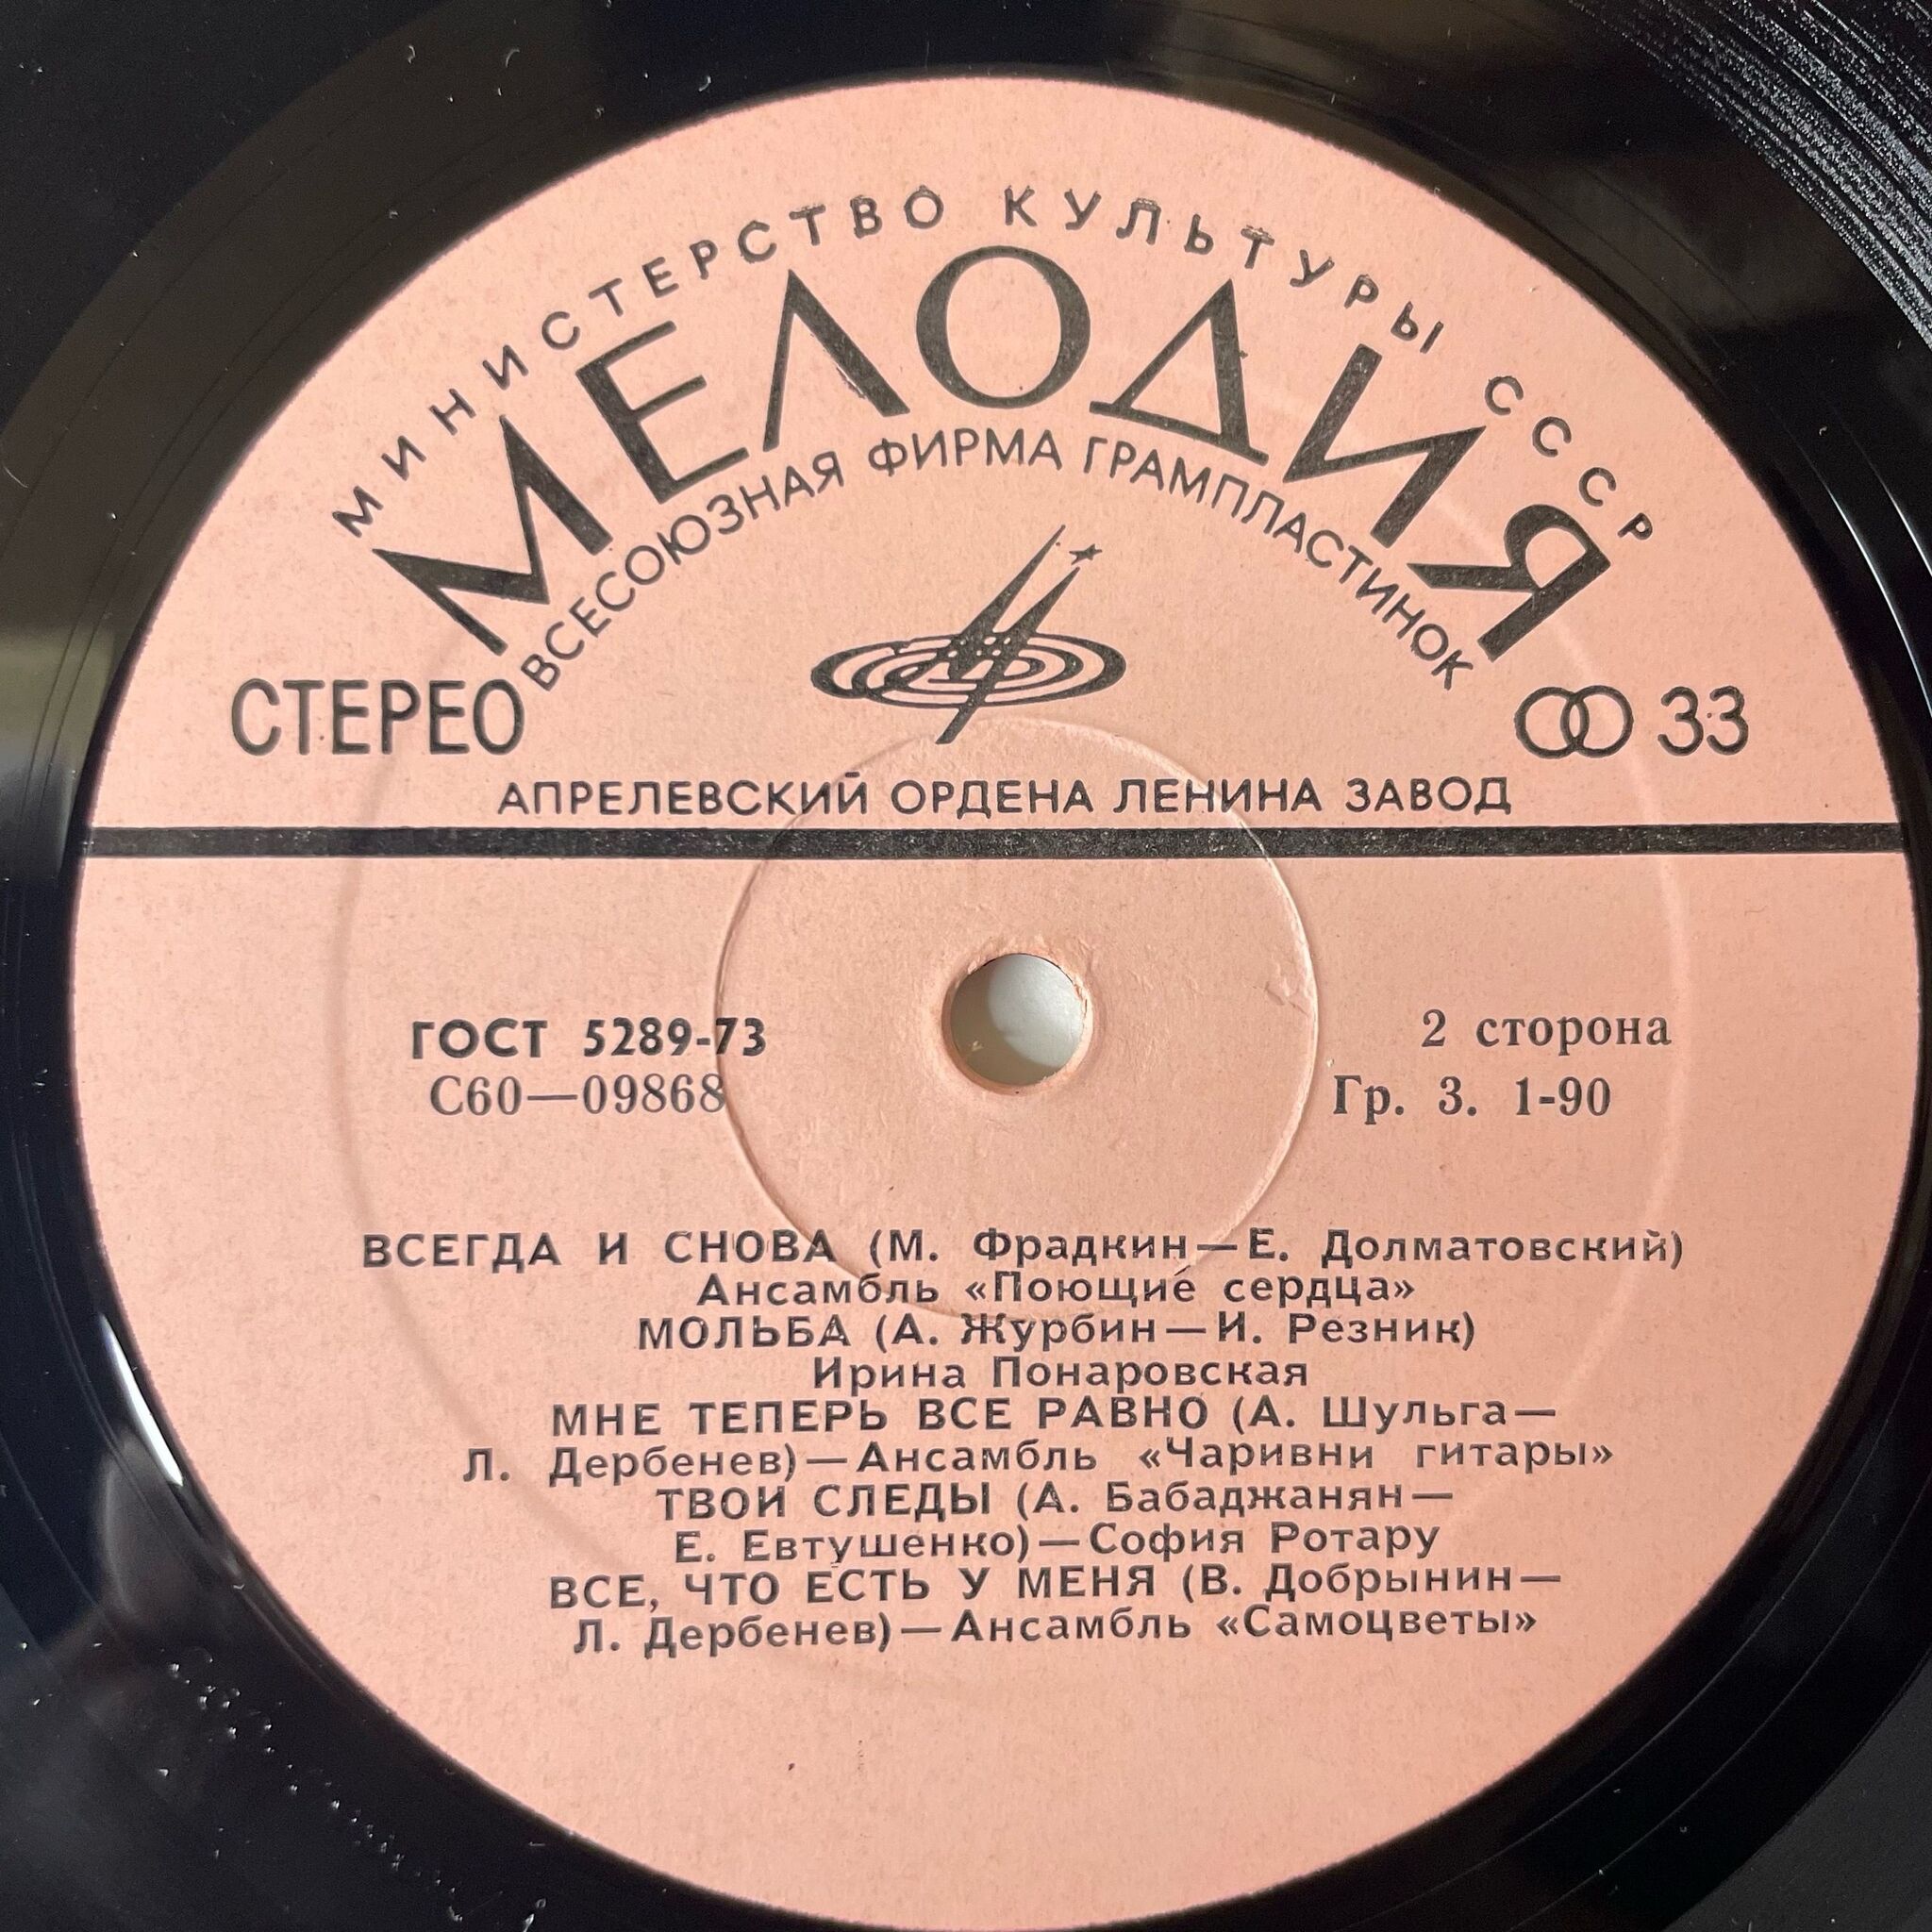 МИНИСТЕРСТВО КУЛЬТУРЫ СССР
МЕЛОДИЯ
ВСЕСОЮЗНАЯ ФИРМА ГРАМПЛАСТИНОК
СТЕРЕО
33
АПРЕЛЕВСКИЙ ОРДЕНА ЛЕНИНА ЗАВОД
ГОСТ 5289-73
2 сторона
С60—09868
Гр. 3. 1-90
ВСЕГДА И СНОВА (М. Фрадкин—Е. Долматовский)
Ансамбль «Поющие сердца»
МОЛЬБА (А. Журбин—И. Резник)
Ирина Понаровская
МНЕ ТЕПЕРЬ ВСЕ РАВНО (А. Шульга—
Л. Дербенев)—Ансамбль «Чаривни гитары»
ТВОИ СЛЕДЫ (А. Бабаджанян—
Е. Евтушенко)—София Ротару
ВСЕ, ЧТО ЕСТЬ У МЕНЯ (В. Добрынин—
Л. Дербенев)—Ансамбль «Самоцветы»